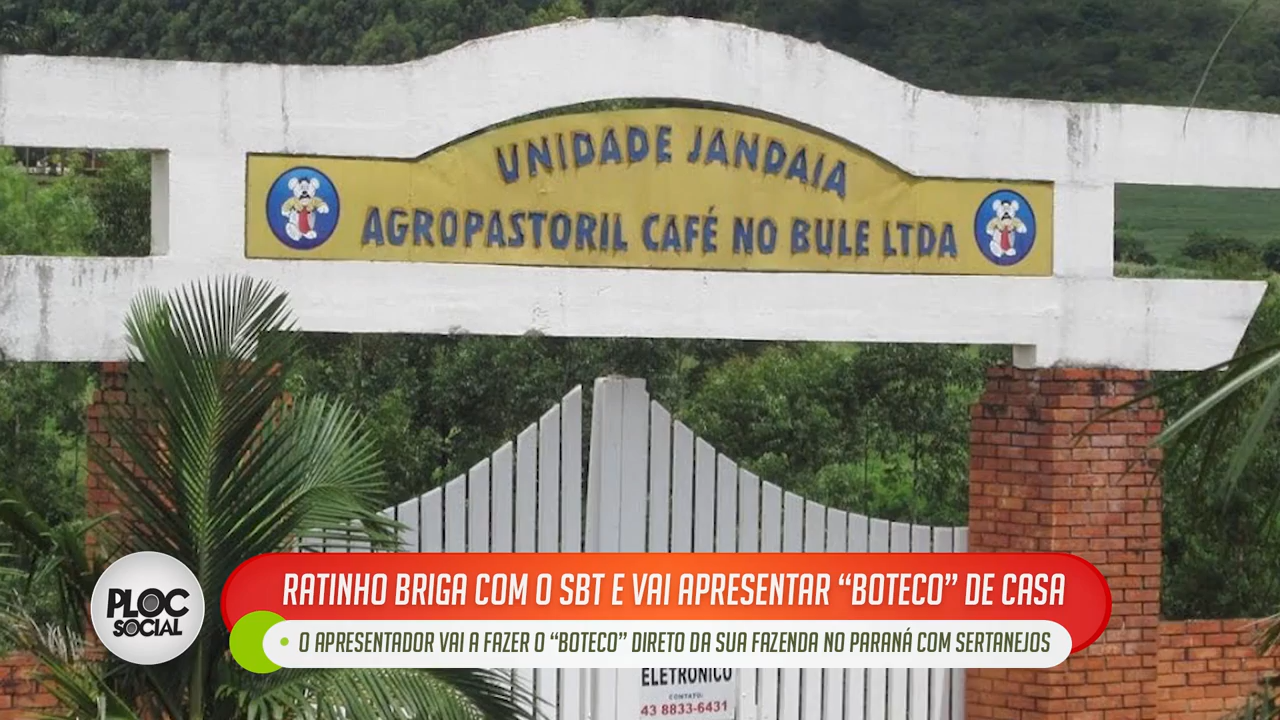 UNIDADE JANDAIA
AGROPASTORIL CAFÉ NO BULE LTDA
PLOC
SOCIAL
RATINHO BRIGA COM O SBT E VAI APRESENTAR “BOTECO” DE CASA
• O APRESENTADOR VAI A FAZER O “BOTECO” DIRETO DA SUA FAZENDA NO PARANÁ COM SERTANEJOS
ELETRÔNICO
CONTATO:
43 8833-6431